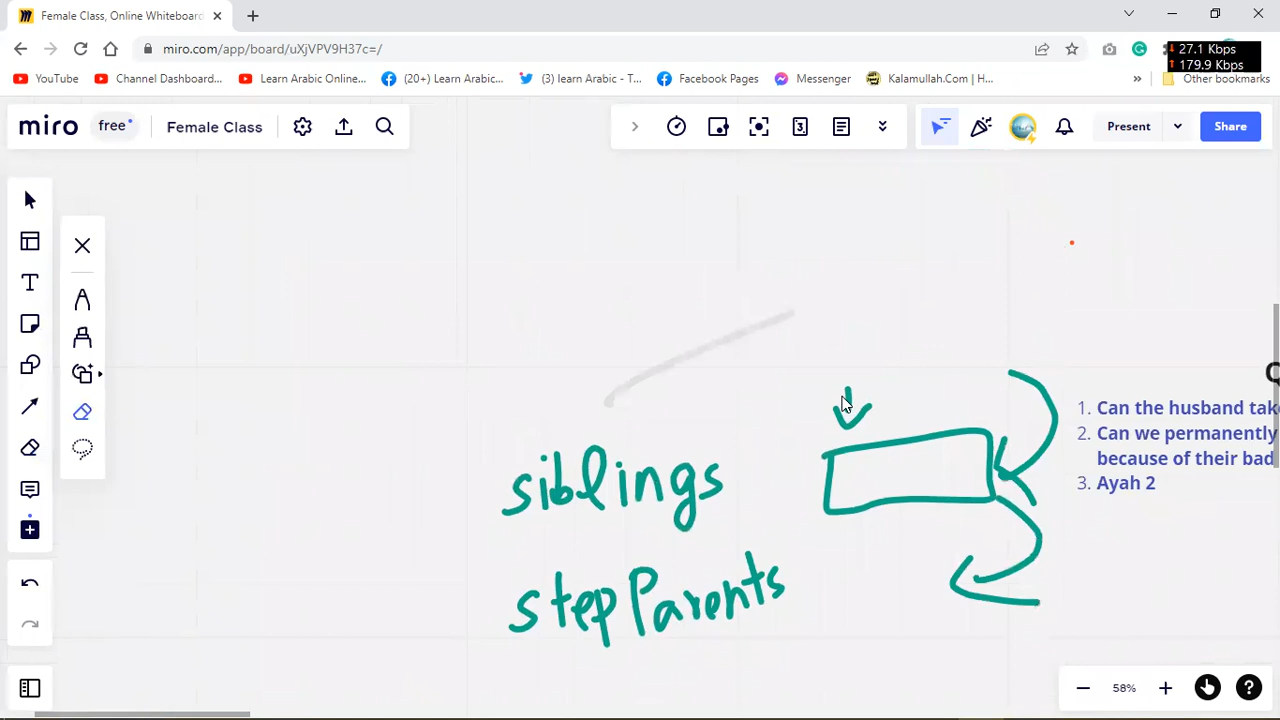 Female Class, Online Whiteboard
miro.com/app/board/uXjVPV9H37c=/
27.1 Kbps
179.9 Kbps
YouTube
Channel Dashboard...
Learn Arabic Online...
(20+) Learn Arabic...
(3) learn Arabic - T...
Facebook Pages
Messenger
Kalamullah.Com | H...
»
Other bookmarks
miro
free
Female Class
3
Present
Share
siblings
stepParents
Q
1. Can the husband tak
2. Can we permanently
because of their bad
3. Ayah 2
58%